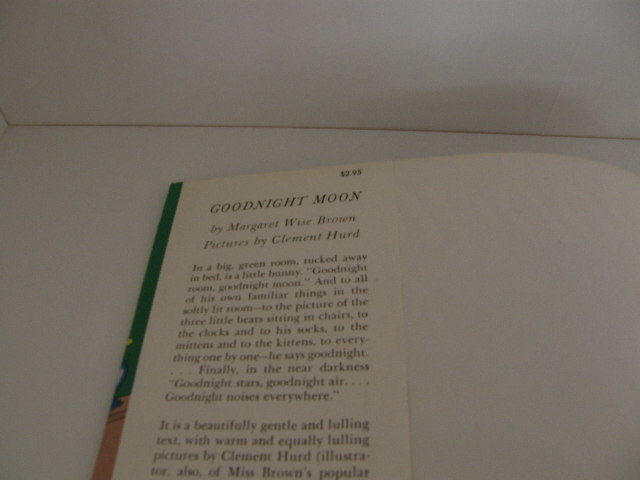 $2.95
GOODNIGHT MOON
by Margaret Wise Brown
Pictures by Clement Hurd
In a big, green room, tucked away
in bed, is a little bunny. "Goodnight
room, goodnight moon." And to all
of his own familiar things in the
softly lit room—to the picture of the
three little bears sitting in chairs, to
the clocks and to his socks, to the
mittens and to the kittens, to every-
thing one by one—he says goodnight.
. . . Finally, in the near darkness
"Goodnight stars, goodnight air. . . .
Goodnight noises everywhere."
It is a beautifully gentle and lulling
text, with warm and equally lulling
pictures by Clement Hurd (illustra-
tor, also, of Miss Brown's popular